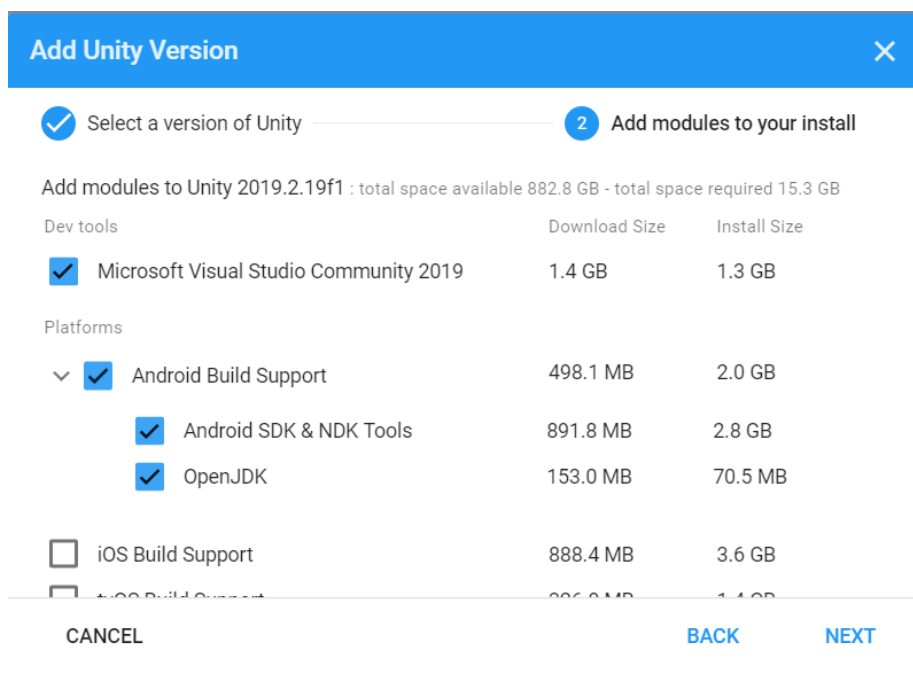 Add Unity Version
Select a version of Unity 2 Add modules to your install
Add modules to Unity 2019.2.19f1 : total space available 882.8 GB - total space required 15.3 GB
Dev tools Download Size Install Size
Microsoft Visual Studio Community 2019 1.4 GB 1.3 GB
Platforms
Android Build Support 498.1 MB 2.0 GB
Android SDK & NDK Tools 891.8 MB 2.8 GB
OpenJDK 153.0 MB 70.5 MB
iOS Build Support 888.4 MB 3.6 GB
CANCEL BACK NEXT